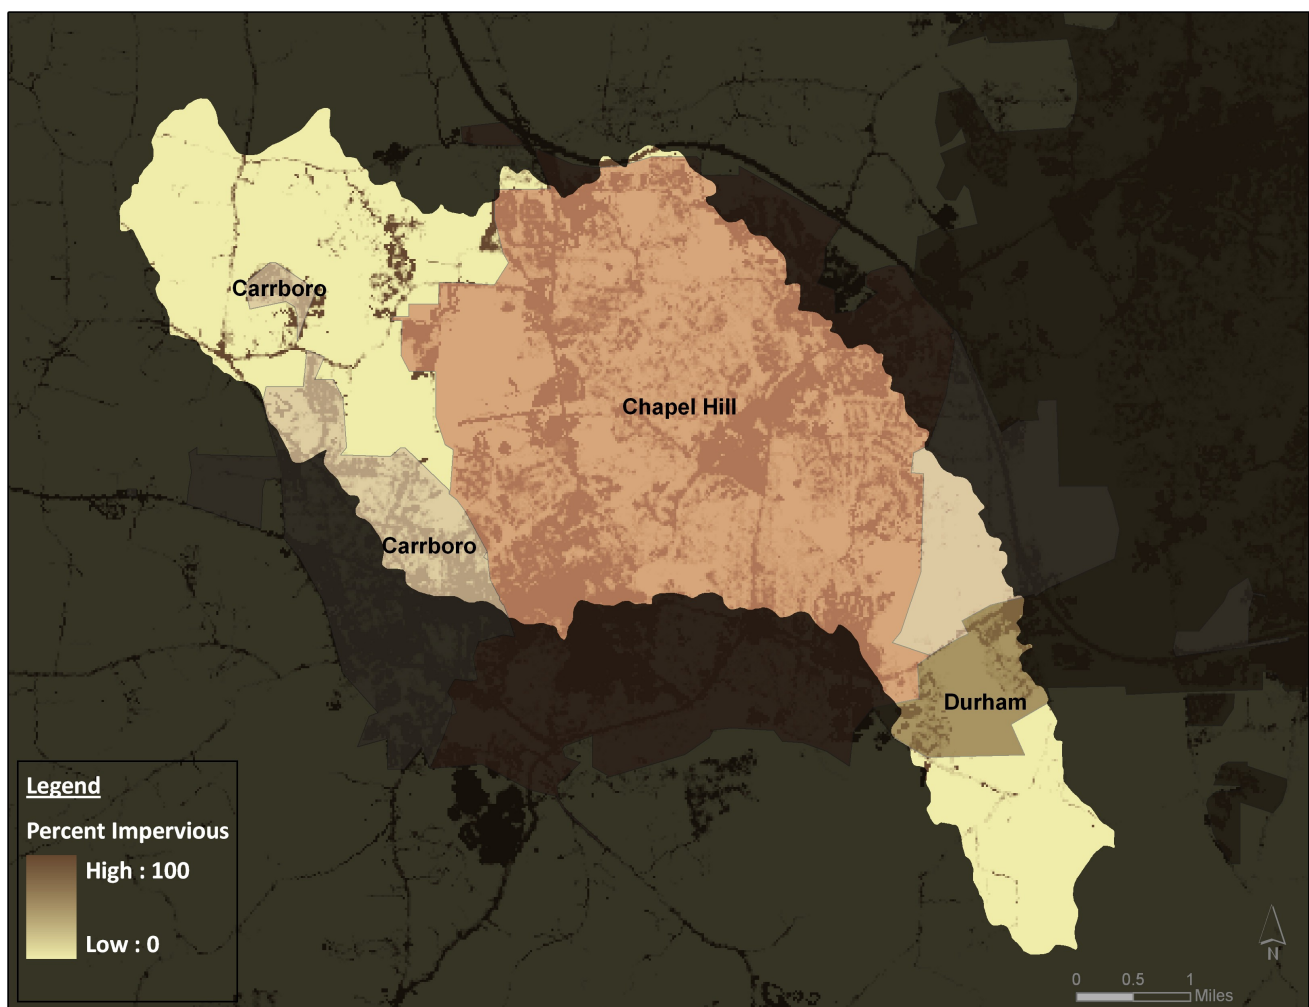 Carrboro
Chapel Hill
Carrboro
Durham
Legend
Percent Impervious
High : 100
Low : 0
N
0 0.5 1
Miles